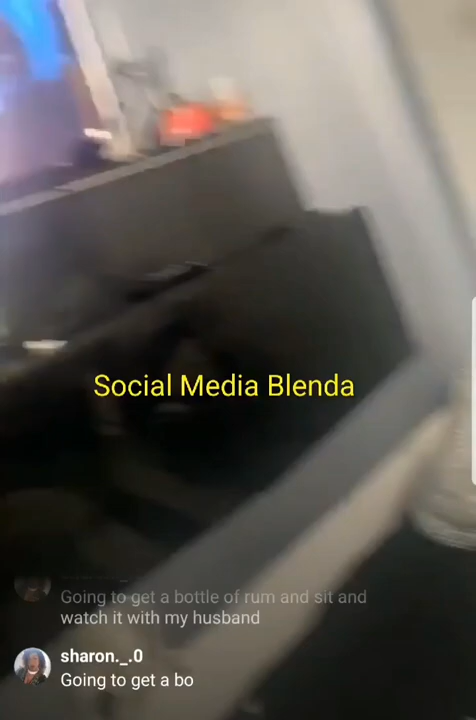 Social Media Blenda
Going to get a bottle of rum and sit and
watch it with my husband
sharon._.0
Going to get a bo